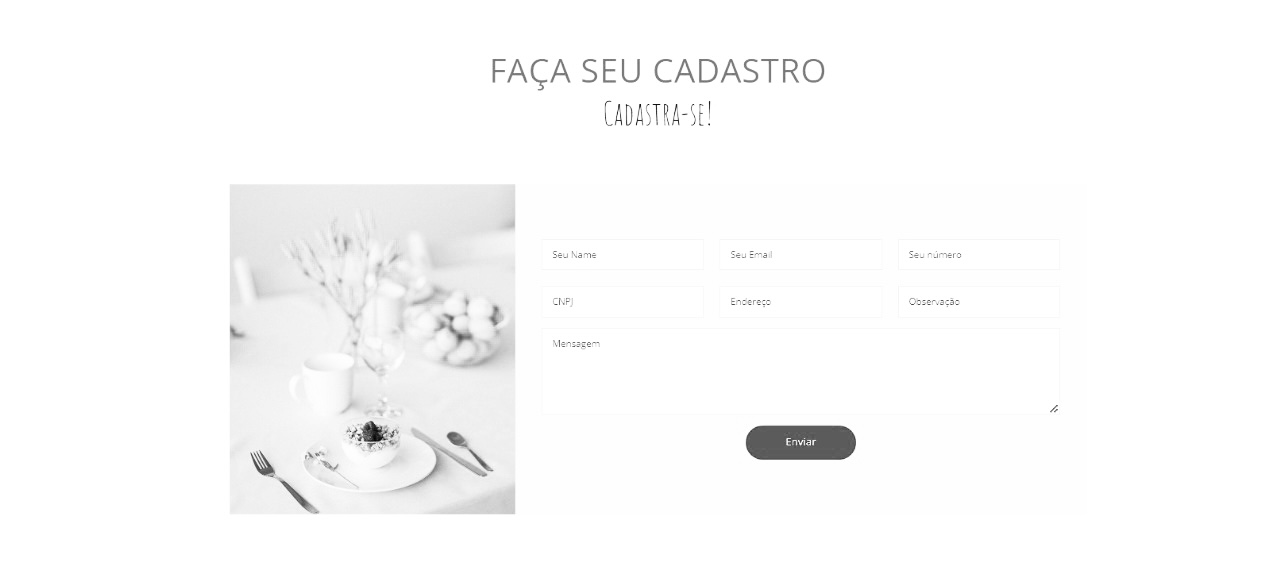 FAÇA SEU CADASTRO
Cadastra-se!
Seu Name
Seu Email
Seu número
CNPJ
Endereço
Observação
Mensagem
Enviar